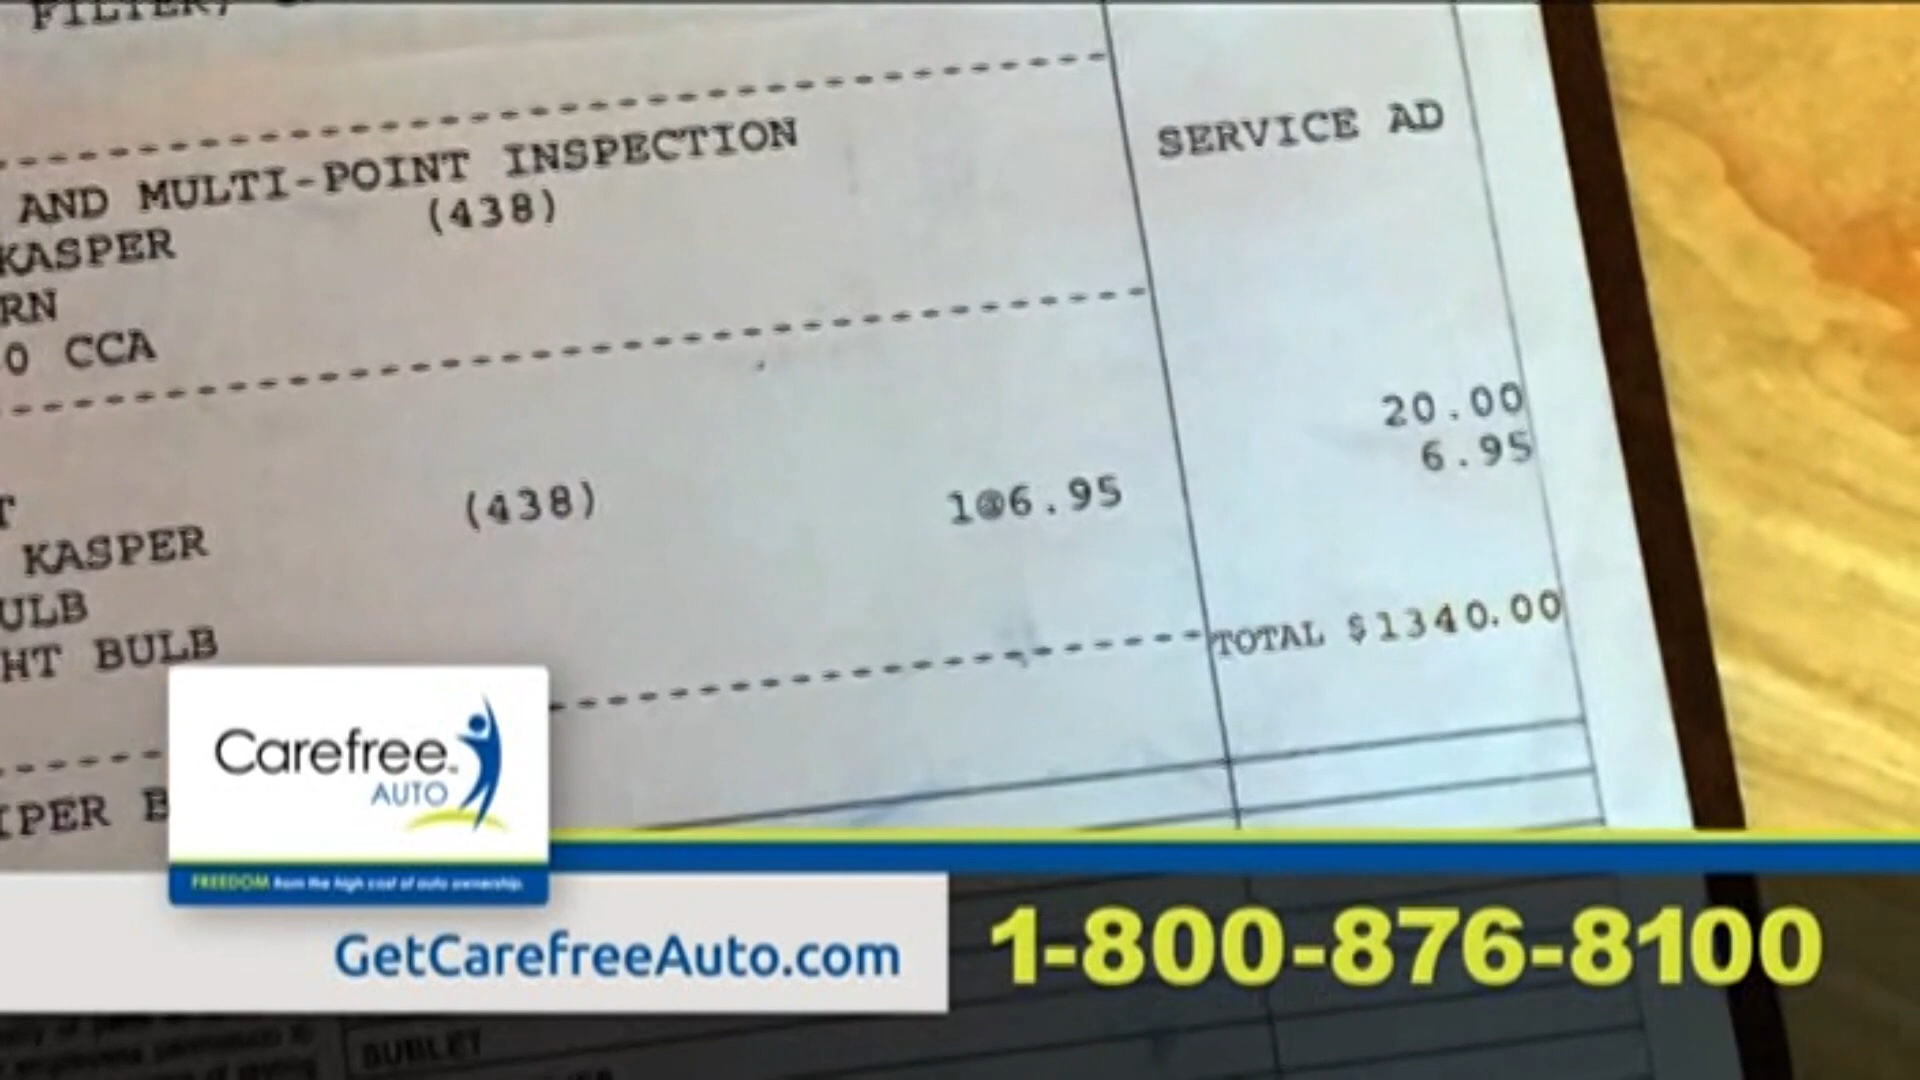 FILTER,
AND MULTI-POINT INSPECTION
SERVICE AD
KASPER (438)
RN
0 CCA
20.00
6.95
T
KASPER (438) 1@6.95
ULB
HT BULB
TOTAL $1340.00
IPER B
Carefree
AUTO
FREEDOM from the high cost of auto ownership.
GetCarefreeAuto.com
1-800-876-8100
SUBLET